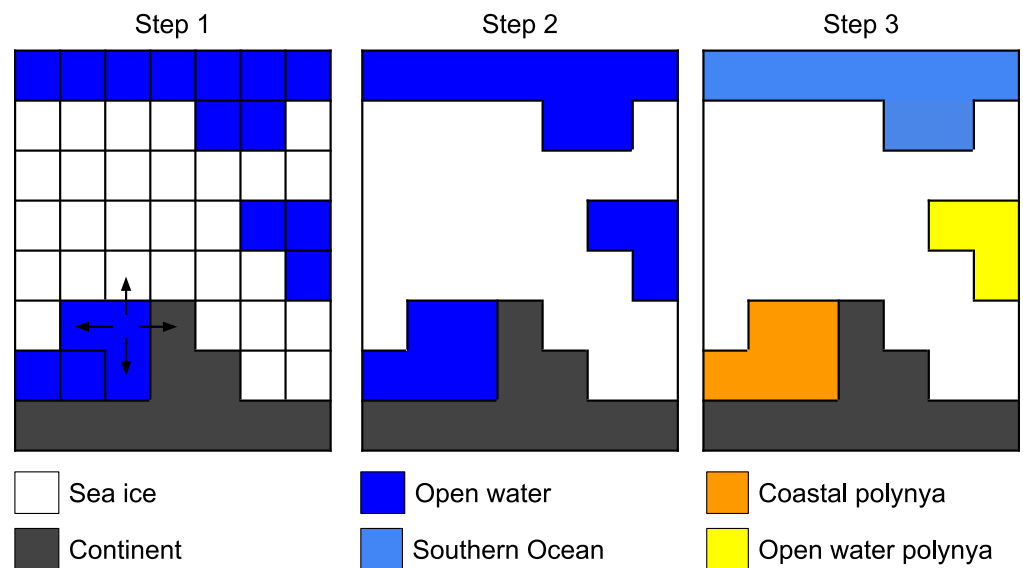 Step 1
Step 2
Step 3
Sea ice
Open water
Coastal polynya
Continent
Southern Ocean
Open water polynya